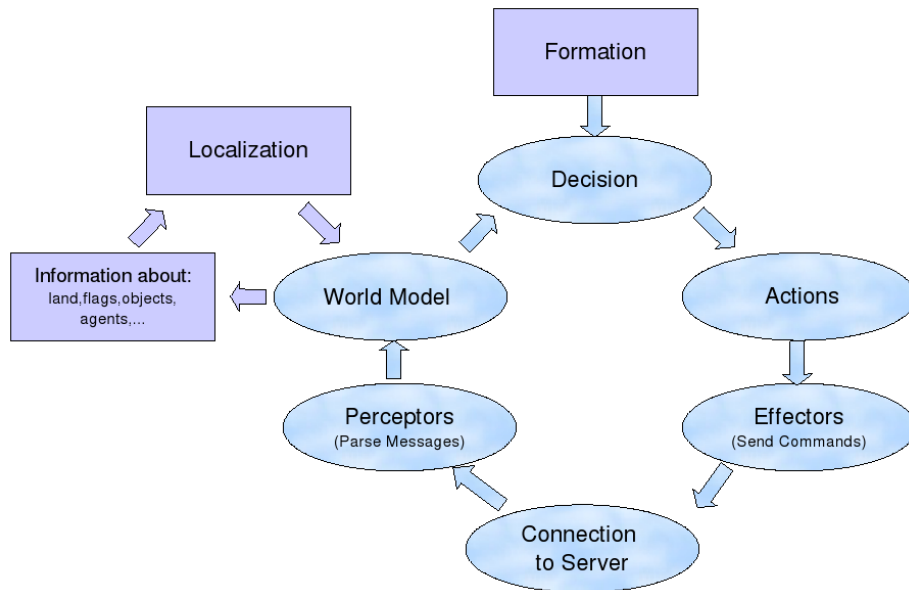 Formation
Localization
Decision
Information about:
land,flags,objects,
agents,...
World Model
Actions
Perceptors
(Parse Messages)
Effectors
(Send Commands)
Connection
to Server